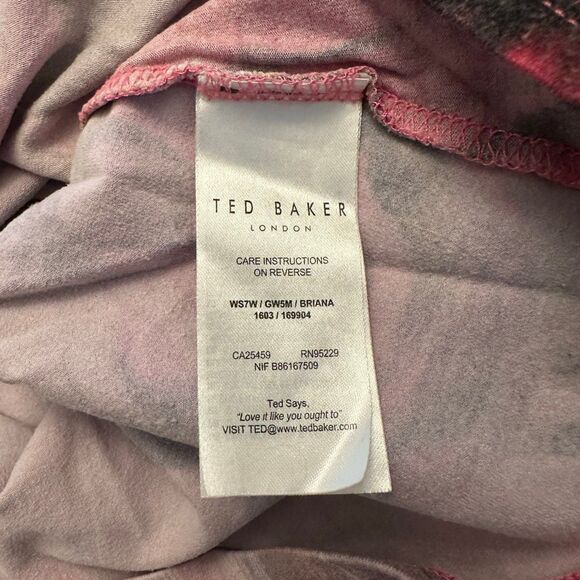 TED BAKER
LONDON
CARE INSTRUCTIONS
ON REVERSE
WS7W / GW5M / BRIANA
1603 / 169904
CA25459 RN95229
NIF B86167509
Ted Says,
"Love it like you ought to"
VISIT TED@www.tedbaker.com